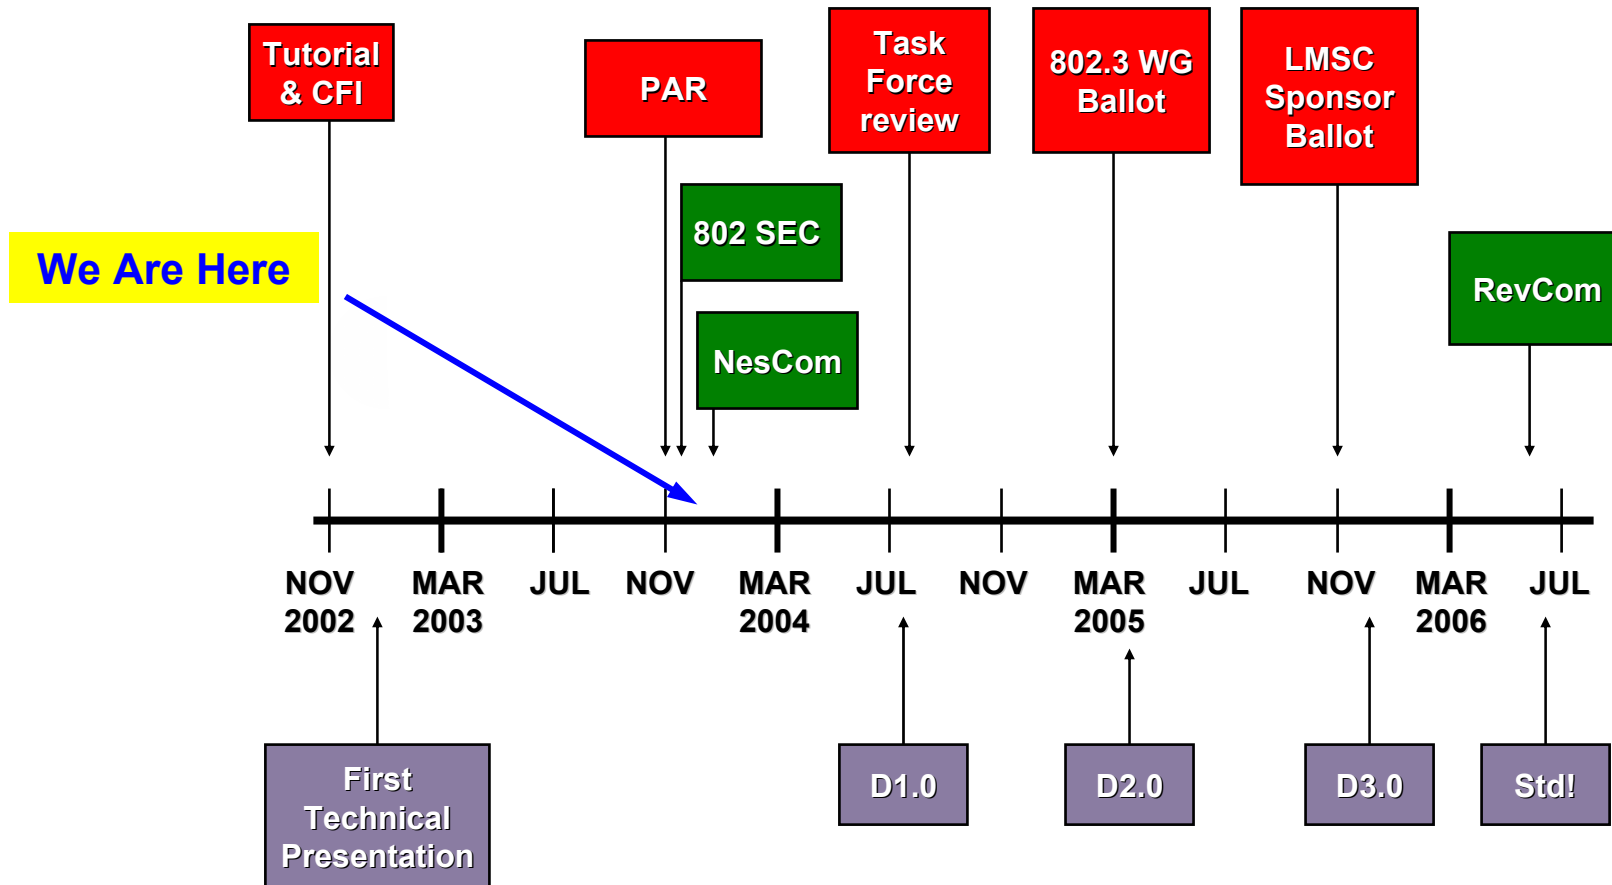 Tutorial
& CFI
PAR
Task
Force
review
802.3 WG
Ballot
LMSC
Sponsor
Ballot
802 SEC
We Are Here
RevCom
NesCom
NOV
2002
MAR
2003
JUL
NOV
MAR
2004
JUL
NOV
MAR
2005
JUL
NOV
MAR
2006
JUL
First
Technical
Presentation
D1.0
D2.0
D3.0
Std!